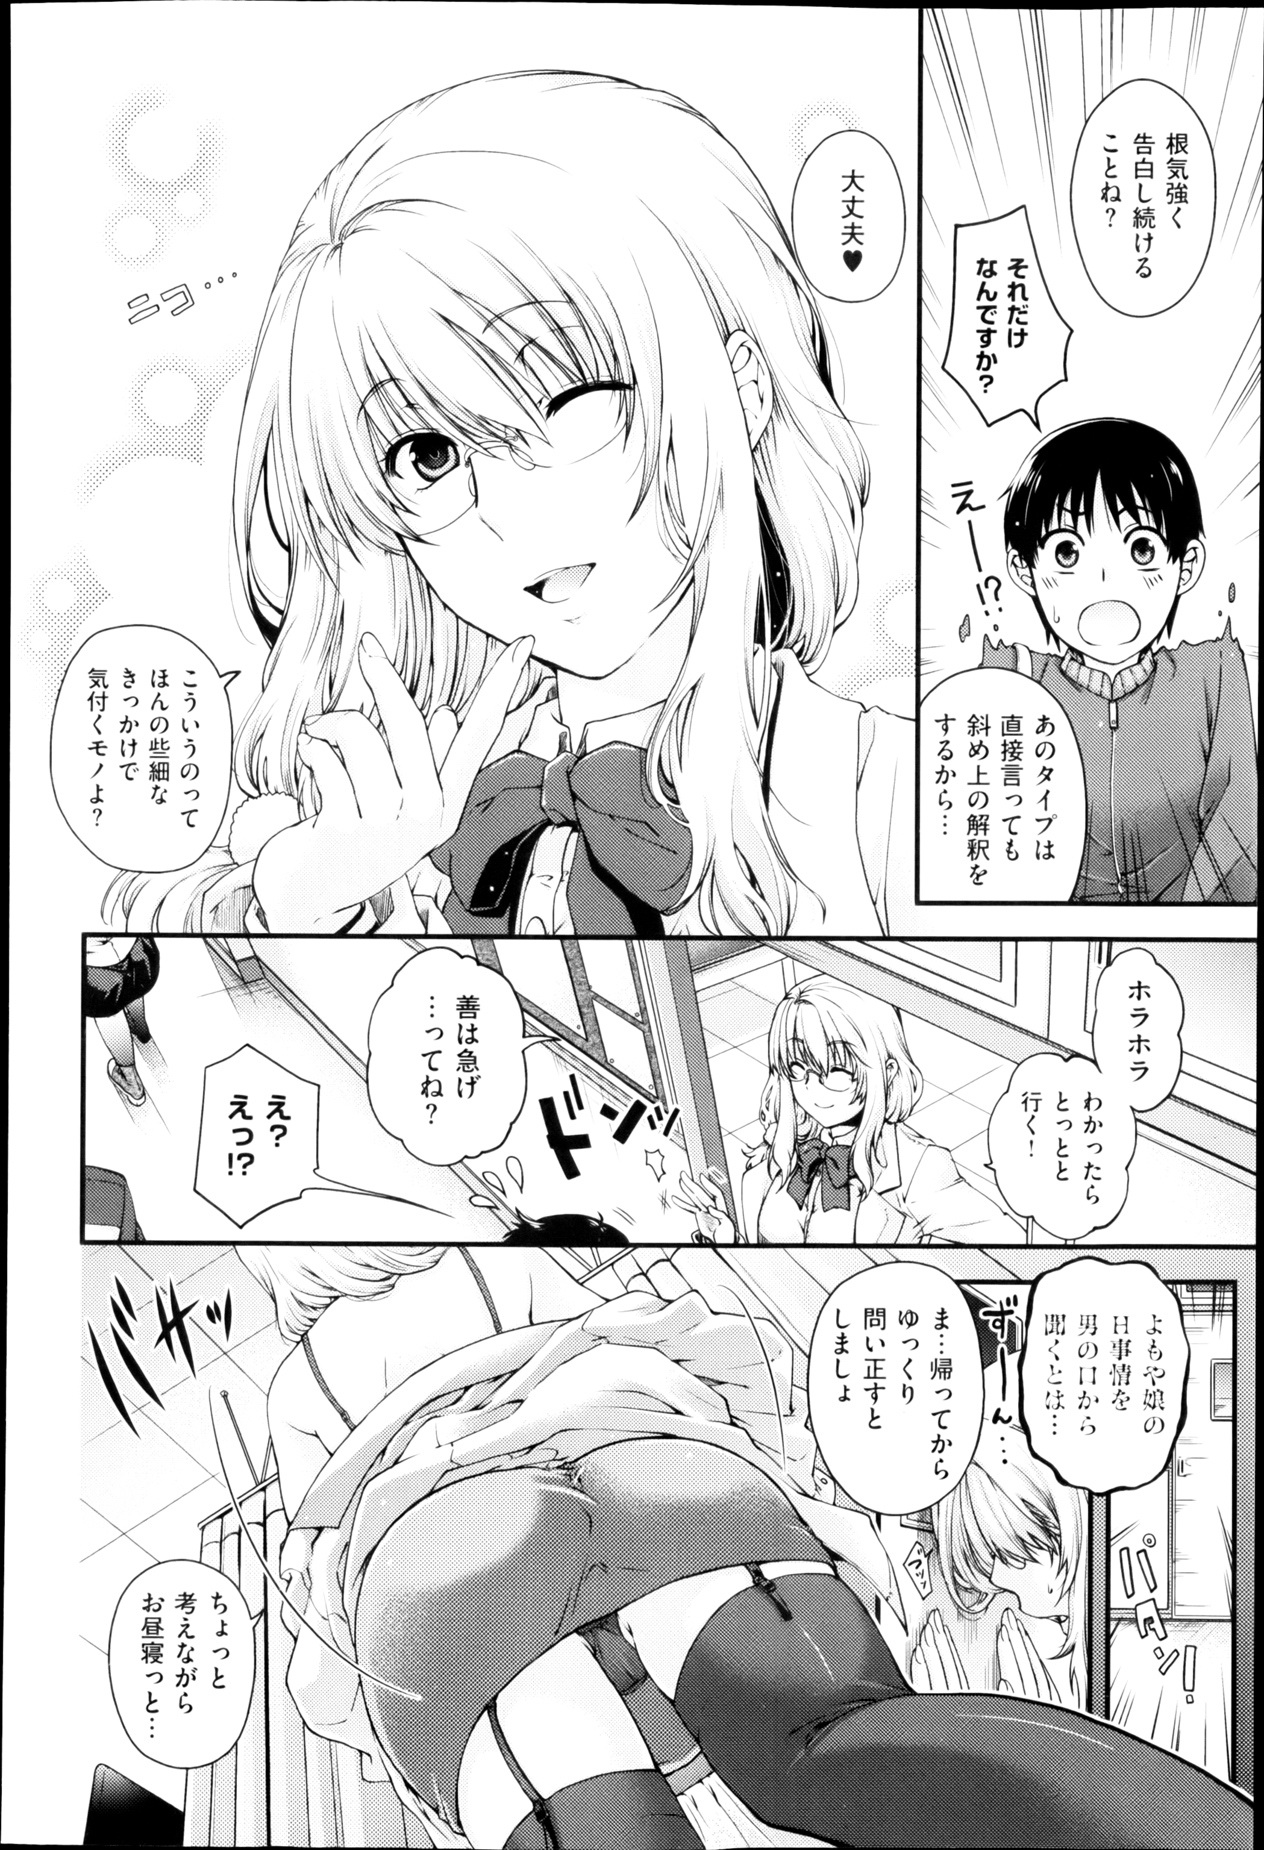 根気強く
告白し続ける
ことね?
それだけ
なんですか?
えーー!?
あのタイプは
直接言っても
斜め上の解釈を
するから…
大丈夫♥
ニコ…
こういうのって
ほんの些細な
きっかけで
気付くモノよ?
ホラホラ
わかったら
とっとと
行く!
善は急げ
…ってね?
ドンッ
え?
えっ!?
パタン!
よもや娘の
H事情を
男の口から
聞くとは…
ずーーん…
ブツブツ
ま…帰ってから
ゆっくり
問い正すと
しましょ
バサッ
ちょっと
考えながら
お昼寝っと…